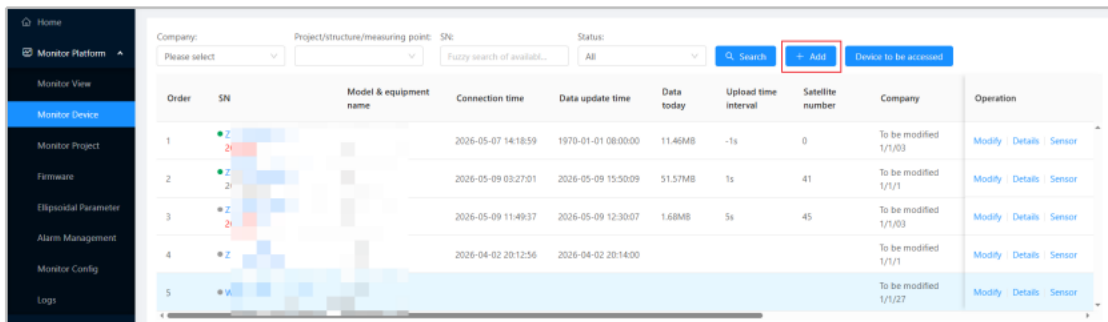 Home
Monitor Platform
Monitor View
Monitor Device
Monitor Project
Firmware
Ellipsoidal Parameter
Alarm Management
Monitor Config
Logs
Company: Project/structure/measuring point: SN: Status:
Please select Fuzzy search of availabl... All Search + Add Device to be accessed
Order SN Model & equipment name Connection time Data update time Data today Upload time interval Satellite number Company Operation
1 Z 2026-05-07 14:18:59 1970-01-01 08:00:00 11.46MB -1s 0 To be modified 1/1/03 Modify Details Sensor
2 Z 2026-05-09 03:27:01 2026-05-09 15:50:09 51.57MB 1s 41 To be modified 1/1/1 Modify Details Sensor
3 Z 2026-05-09 11:49:37 2026-05-09 12:30:07 1.68MB 5s 45 To be modified 1/1/03 Modify Details Sensor
4 Z 2026-04-02 20:12:56 2026-04-02 20:14:00 To be modified 1/1/1 Modify Details Sensor
5 To be modified 1/1/27 Modify Details Sensor